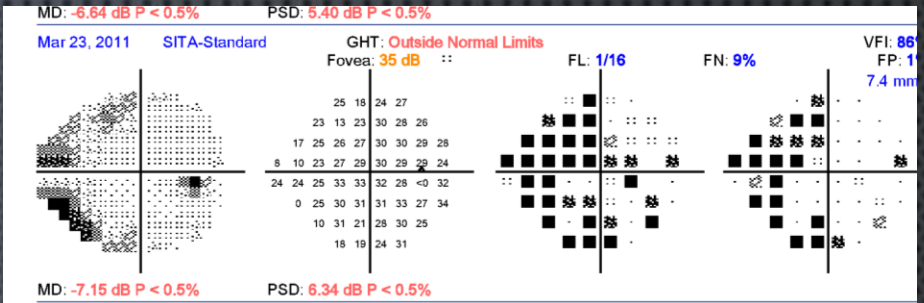 MD: -6.64 dB P < 0.5% PSD: 5.40 dB P < 0.5%
Mar 23, 2011 SITA-Standard GHT: Outside Normal Limits VFI: 86
Fovea: 35 dB :: FL: 1/16 FN: 9% FP: 1
7.4 mm
25 18 24 27
23 13 23 30 28 26
17 25 26 27 30 30 29 28
8 10 23 27 29 30 29 29 24
24 24 25 33 33 32 28 <0 32
0 25 30 31 31 33 27 34
10 31 21 28 30 25
18 19 24 31
MD: -7.15 dB P < 0.5% PSD: 6.34 dB P < 0.5%